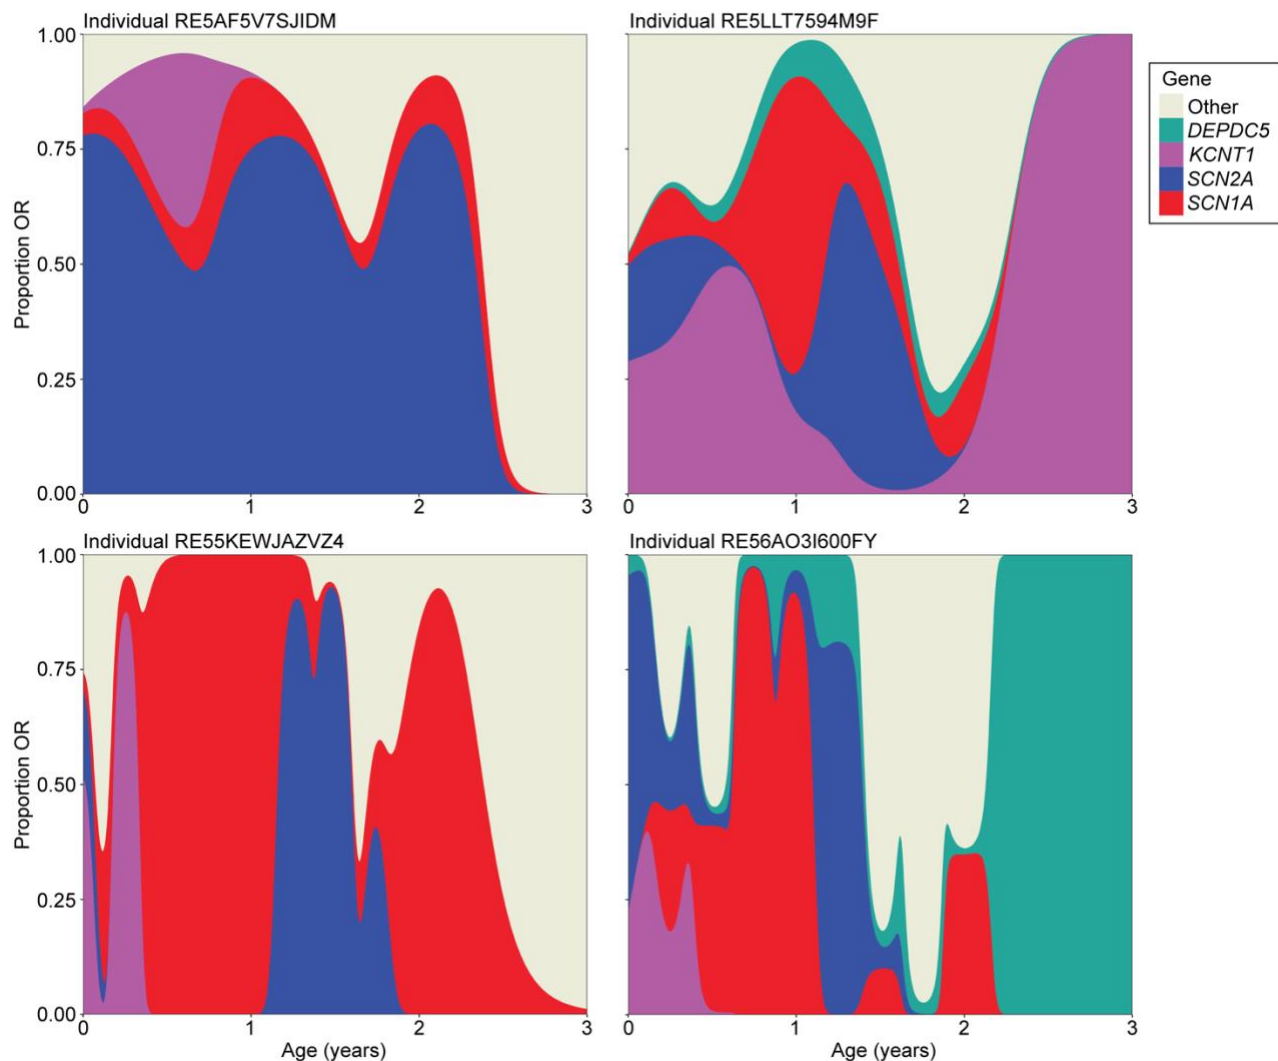 Individual RE5AF5V7SJIDM
Individual RE5LLT7594M9F
1.00
0.75
0.50
0.25
0.00
Proportion OR
0
1
2
3
0
1
2
3
Gene
Other
DEPDC5
KCNT1
SCN2A
SCN1A
Individual RE55KEWJAZVZ4
Individual RE56AO3I600FY
1.00
0.75
0.50
0.25
0.00
Proportion OR
0
1
2
3
0
1
2
3
Age (years)
Age (years)